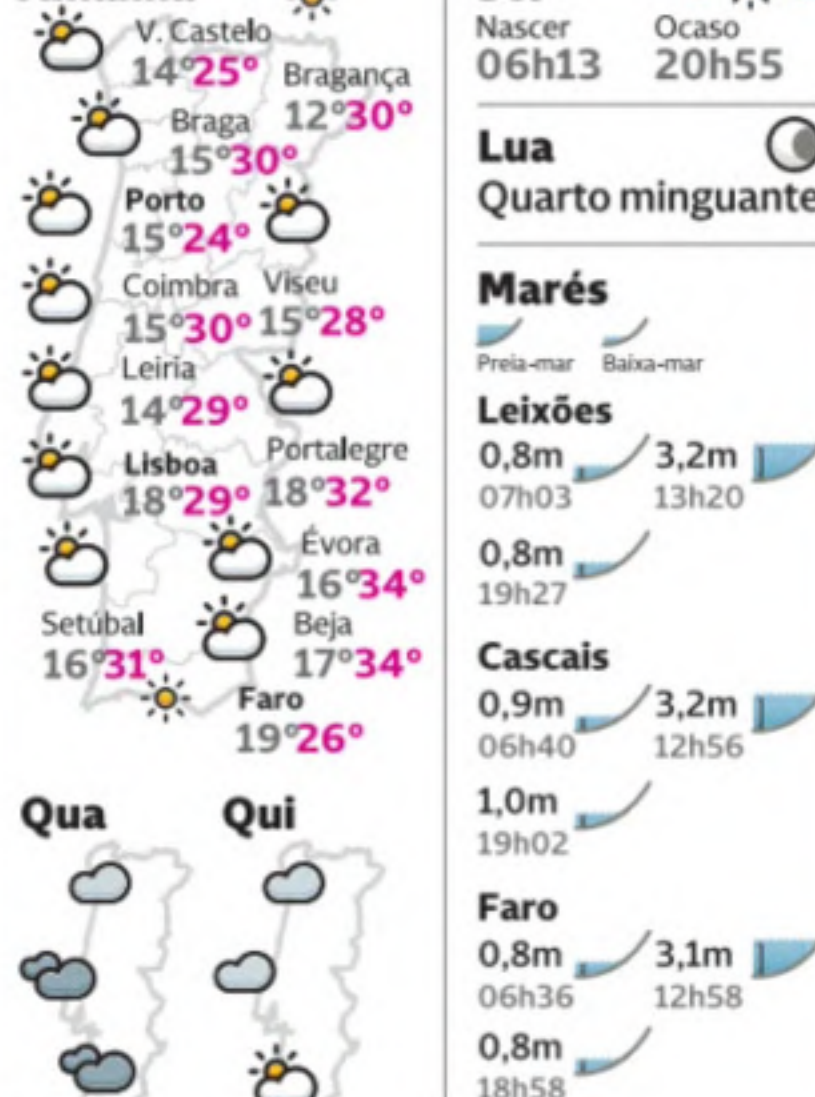 V. Castelo
14°25°
Bragança
12°30°
Braga
15°30°
Porto
15°24°
Coimbra
15°30°
Viseu
15°28°
Leiria
14°29°
Lisboa
18°29°
Portalegre
18°32°
Évora
16°34°
Setúbal
16°31°
Beja
17°34°
Faro
19°26°
Qua
Qui
Nascer
06h13
Ocaso
20h55
Lua
Quarto minguante
Marés
Preia-mar
Baixa-mar
Leixões
0,8m
07h03
3,2m
13h20
0,8m
19h27
Cascais
0,9m
06h40
3,2m
12h56
1,0m
19h02
Faro
0,8m
06h36
3,1m
12h58
0,8m
18h58